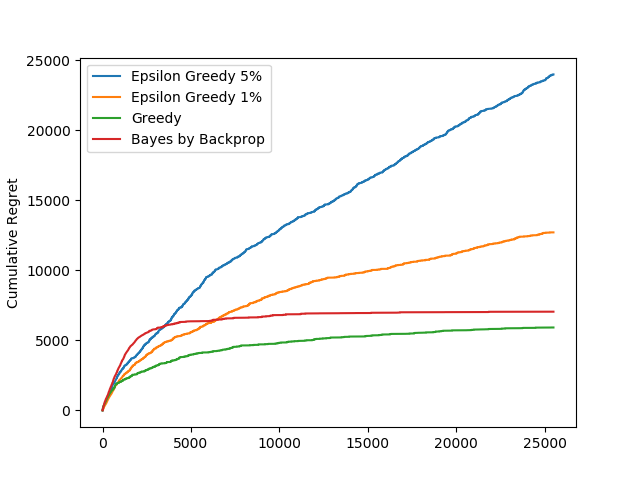 25000
20000
15000
10000
5000
0
Cumulative Regret
Epsilon Greedy 5%
Epsilon Greedy 1%
Greedy
Bayes by Backprop
0 5000 10000 15000 20000 25000